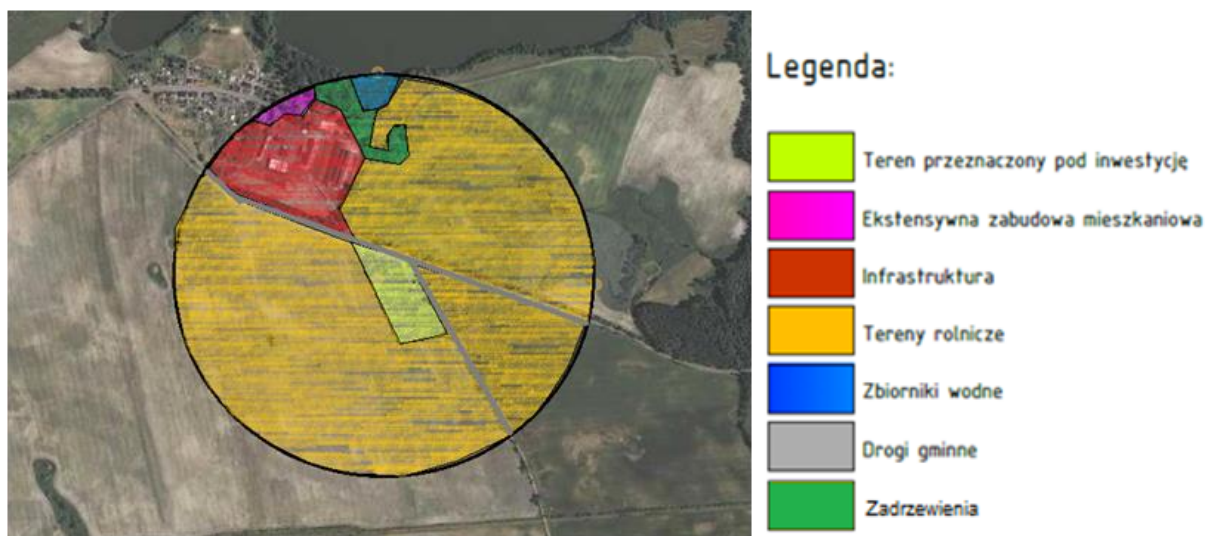 Legenda:
Teren przeznaczony pod inwestycję
Ekstensywna zabudowa mieszkaniowa
Infrastruktura
Tereny rolnicze
Zbiorniki wodne
Drogi gminne
Zadrzewienia